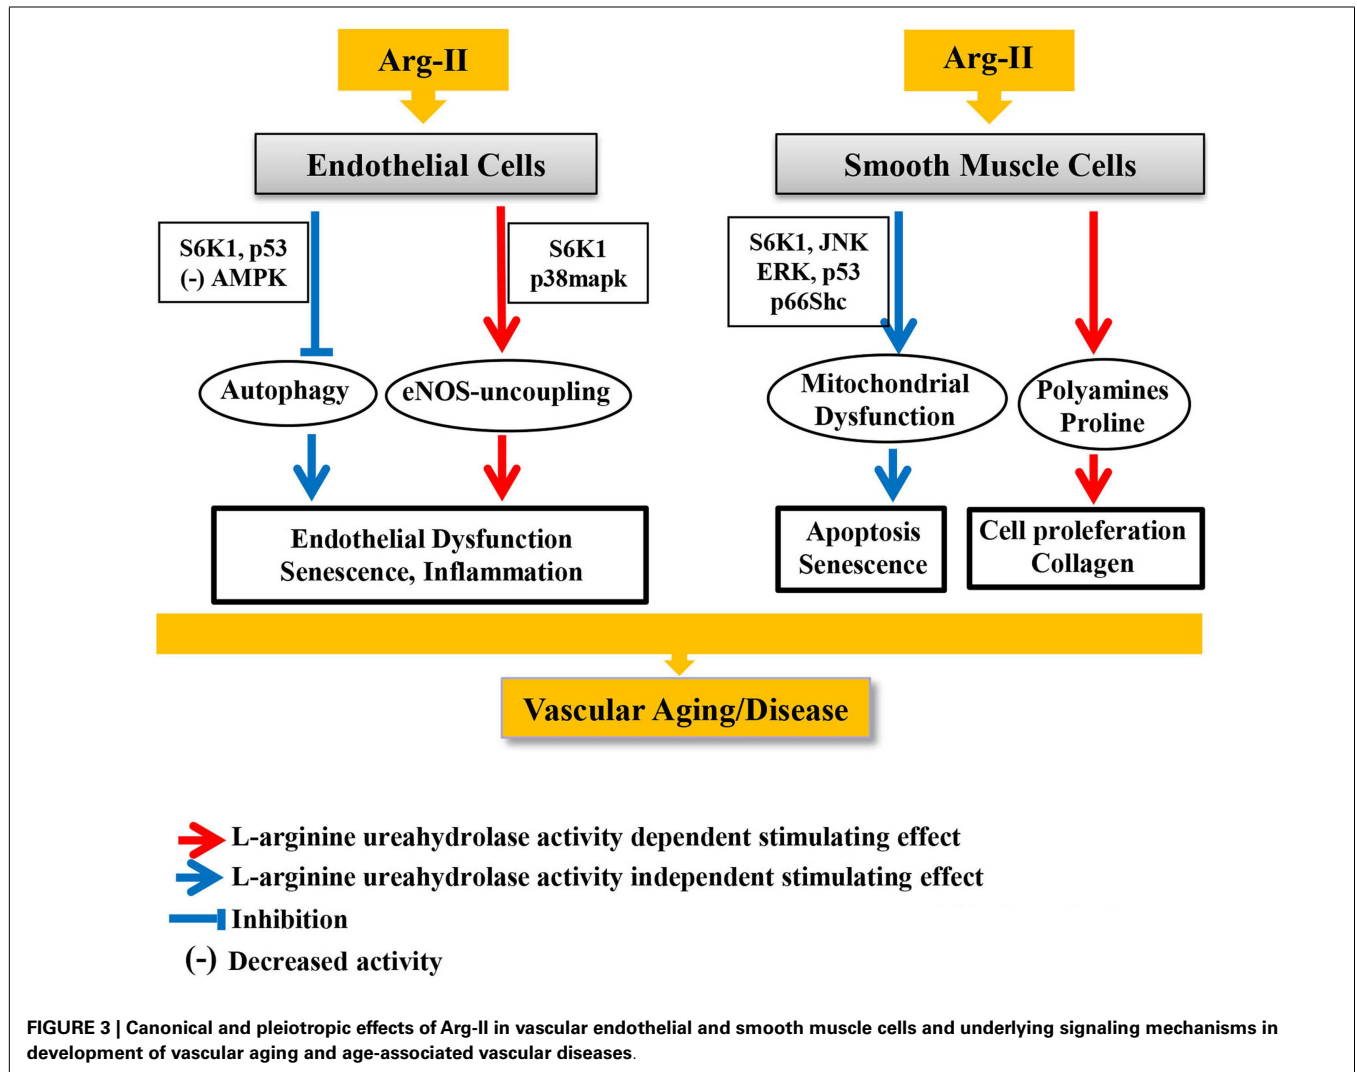 Arg-II
Arg-II
Endothelial Cells
Smooth Muscle Cells
S6K1, p53
(-) AMPK
S6K1
p38mapk
S6K1, JNK
ERK, p53
p66Shc
Autophagy
eNOS-uncoupling
Mitochondrial
Dysfunction
Polyamines
Proline
Endothelial Dysfunction
Senescence, Inflammation
Apoptosis
Senescence
Cell proleferation
Collagen
Vascular Aging/Disease
L-arginine ureahydrolase activity dependent stimulating effect
L-arginine ureahydrolase activity independent stimulating effect
Inhibition
(-) Decreased activity
FIGURE 3 | Canonical and pleiotropic effects of Arg-II in vascular endothelial and smooth muscle cells and underlying signaling mechanisms in
development of vascular aging and age-associated vascular diseases.